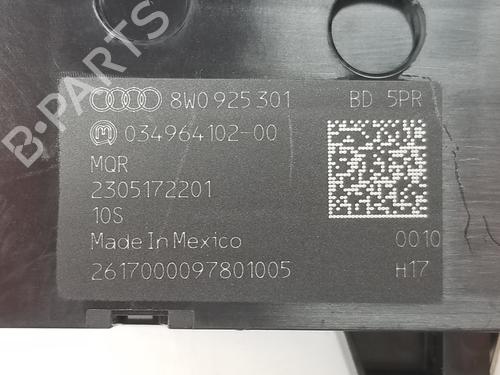 8W0 925 301 BD 5PR
034964102-00
MQR
2305172201
10S
Made In Mexico 0010
2617000097801005 H17
B-PARTS